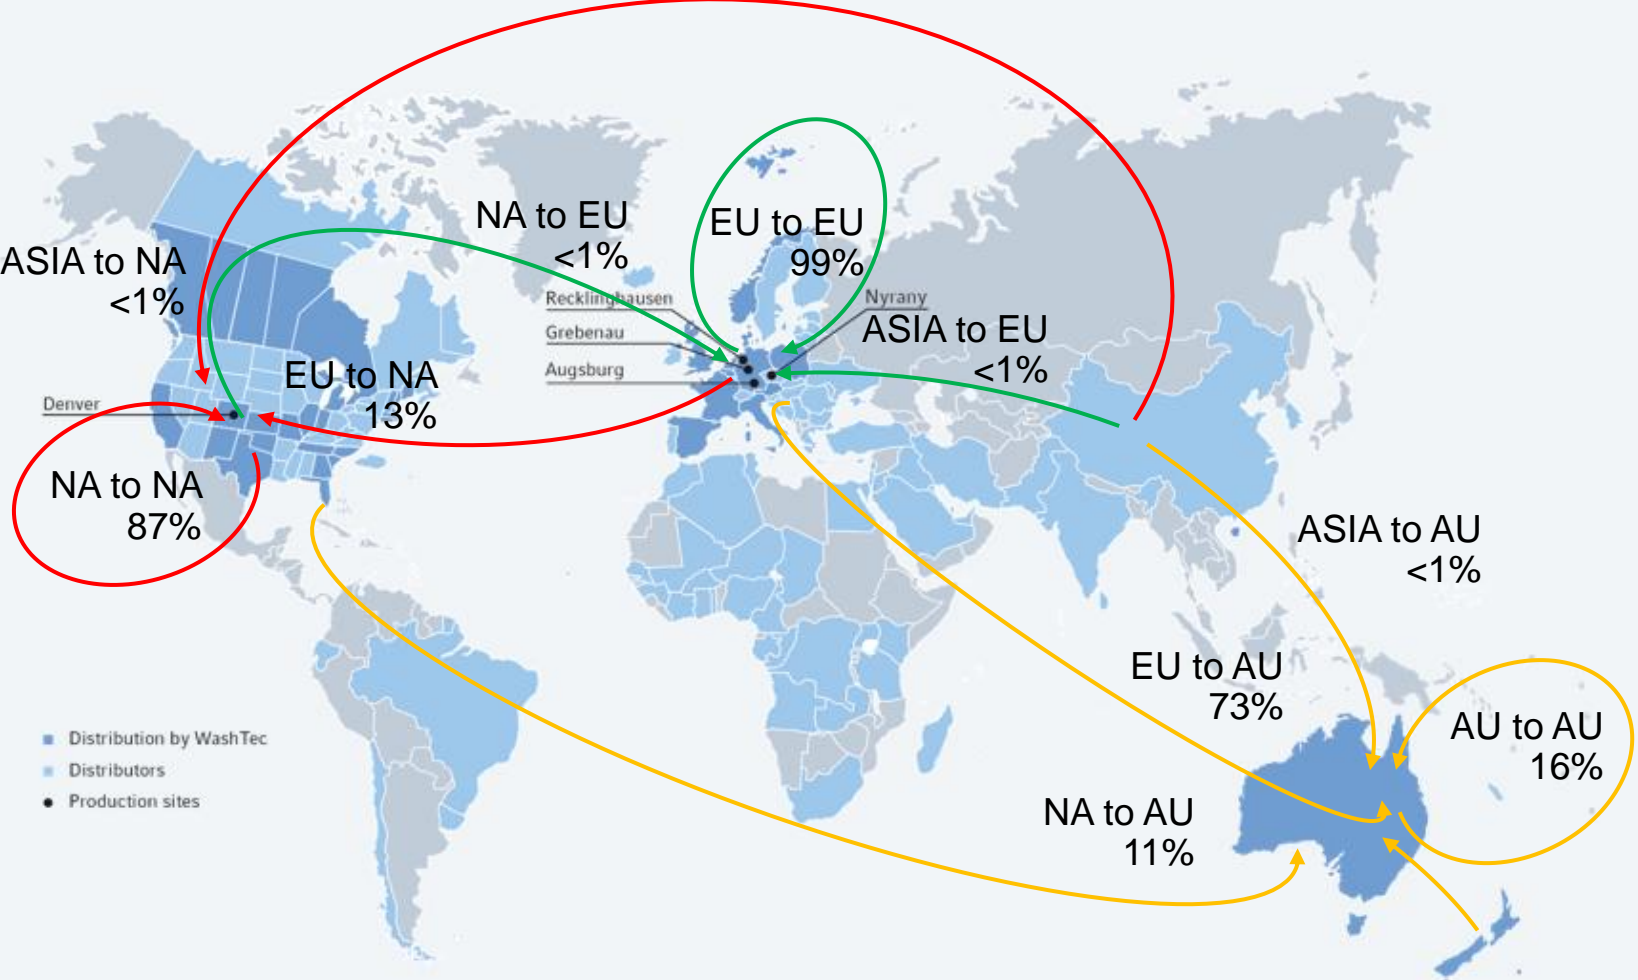 NA to EU
<1%
EU to EU
99%
ASIA to NA
<1%
Recklinghausen
Nyrany
Grebenau
ASIA to EU
<1%
Augsburg
EU to NA
13%
Denver
NA to NA
87%
ASIA to AU
<1%
EU to AU
73%
AU to AU
16%
Distribution by WashTec
Distributors
Production sites
NA to AU
11%